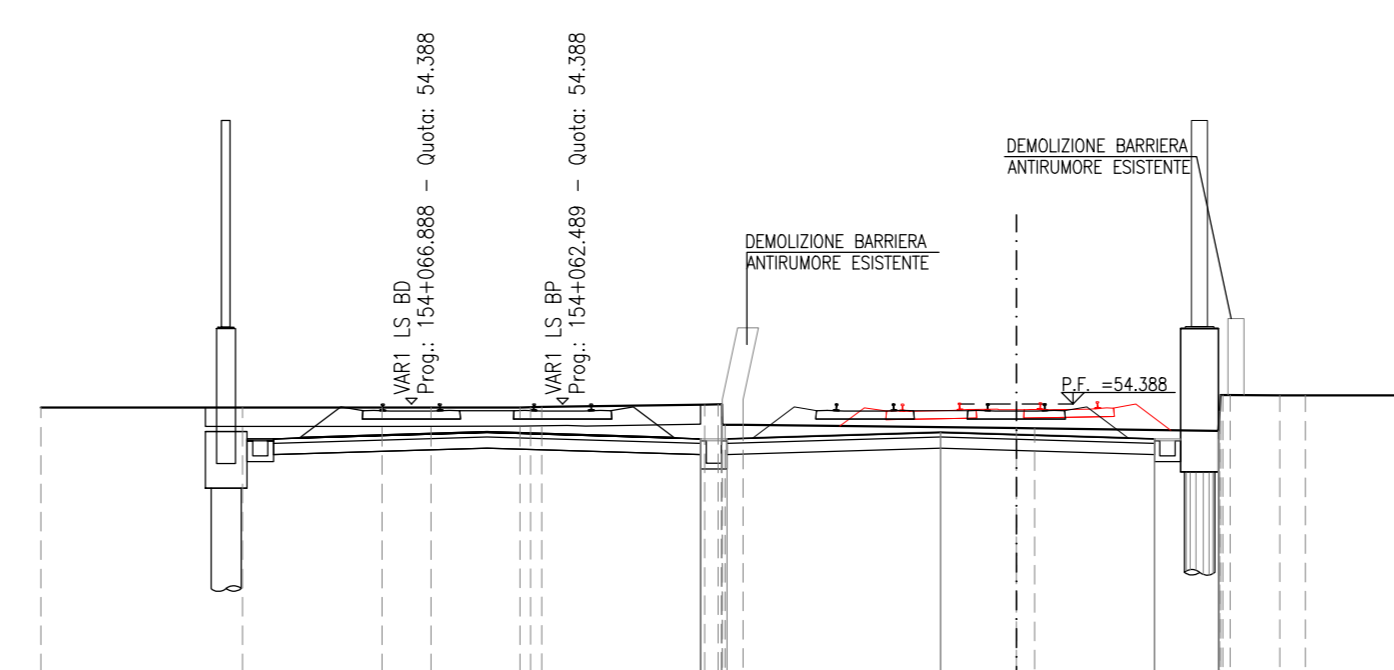 VAR1 LS BD
Prog.: 154+066.888 - Quota: 54.388
VAR1 LS BP
Prog.: 154+062.489 - Quota: 54.388
DEMOLIZIONE BARRIERA
ANTIRUMORE ESISTENTE
DEMOLIZIONE BARRIERA
ANTIRUMORE ESISTENTE
P.F. =54.388